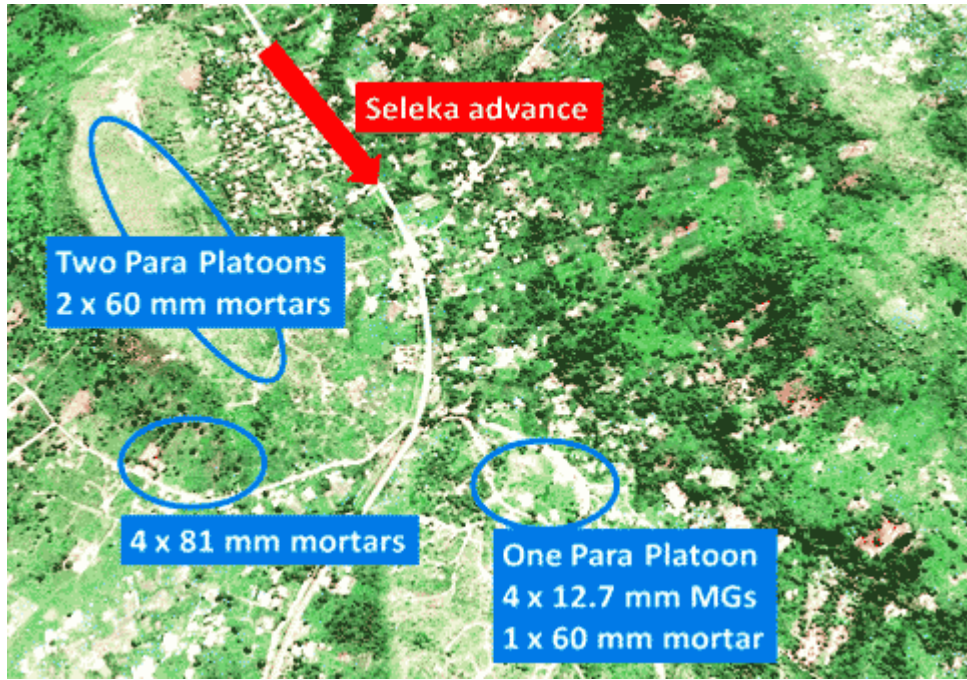 Seleka advance
Two Para Platoons
2 x 60 mm mortars
4 x 81 mm mortars
One Para Platoon
4 x 12.7 mm MGs
1 x 60 mm mortar